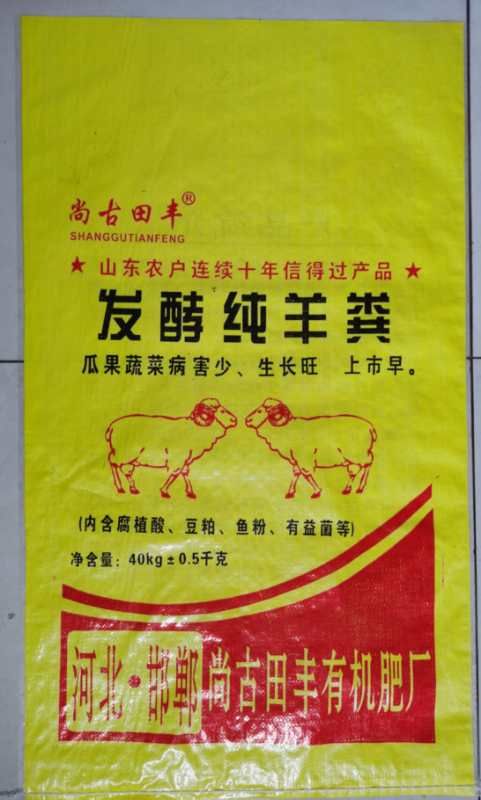 尚古田丰®
SHANGGUTIANFENG
★ 山东农户连续十年信得过产品 ★
发酵纯羊粪
瓜果蔬菜病害少、生长旺 上市早。
(内含腐植酸、豆粕、鱼粉、有益菌等)
净含量：40kg±0.5千克
河北·邯郸尚古田丰有机肥厂